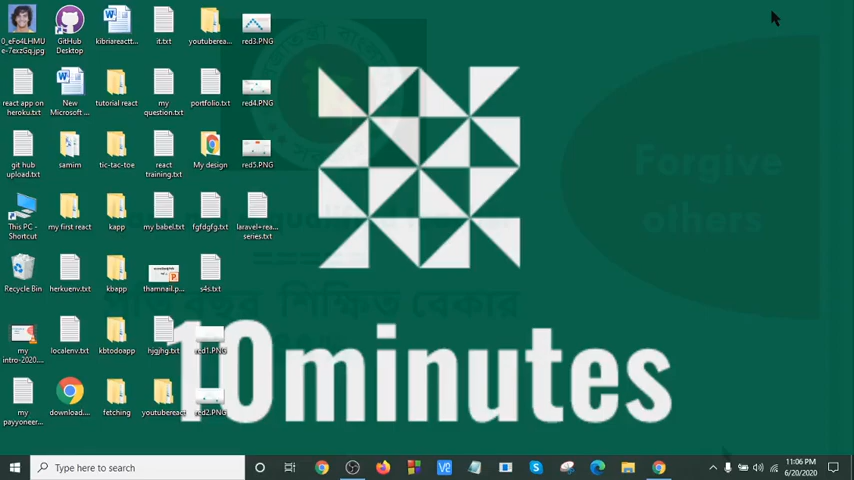 0_eFo4LHMU
e-7exzGq.jpg
GitHub
Desktop
kibriareactt...
it.txt
youtuberea...
red3.PNG
react app on
heroku.txt
New
Microsoft ...
tutorial react
my
question.txt
portfolio.txt
red4.PNG
git hub
upload.txt
samim
tic-tac-toe
react
training.txt
My design
red5.PNG
This PC -
Shortcut
my first react
kapp
my babel.txt
fgfdgfg.txt
laravel+rea...
series.txt
Recycle Bin
herkuenv.txt
kbapp
thamnail.p...
s4s.txt
my
intro-2020...
localenv.txt
kbtodoapp
hjgjhg.txt
red1.PNG
my
payyoneer...
download....
fetching
youtubereact
red2.PNG
Forgive
others
শিক্ষিত বেকার
10minutes
Type here to search
11:06 PM
6/20/2020